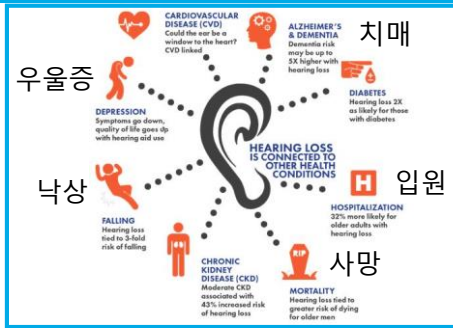 CARDIOVASCULAR
DISEASE (CVD)
Could the ear be a
window to the heart?
CVD linked
ALZHEIMER'S
& DEMENTIA
Dementia risk
may be up to
5X higher with
hearing loss
치매
우울증
DEPRESSION
Symptoms go down,
quality of life goes up
with hearing aid use
DIABETES
Hearing loss 2X
as likely for those
with diabetes
HEARING LOSS
IS CONNECTED TO
OTHER HEALTH
CONDITIONS
낙상
FALLING
Hearing loss
tied to 3-fold
risk of falling
H
입원
HOSPITALIZATION
32% more likely for
older adults with
hearing loss
CHRONIC
KIDNEY
DISEASE (CKD)
Moderate CKD
associated with
43% increased risk
of hearing loss
RIP
사망
MORTALITY
Hearing loss tied to
greater risk of dying
for older men